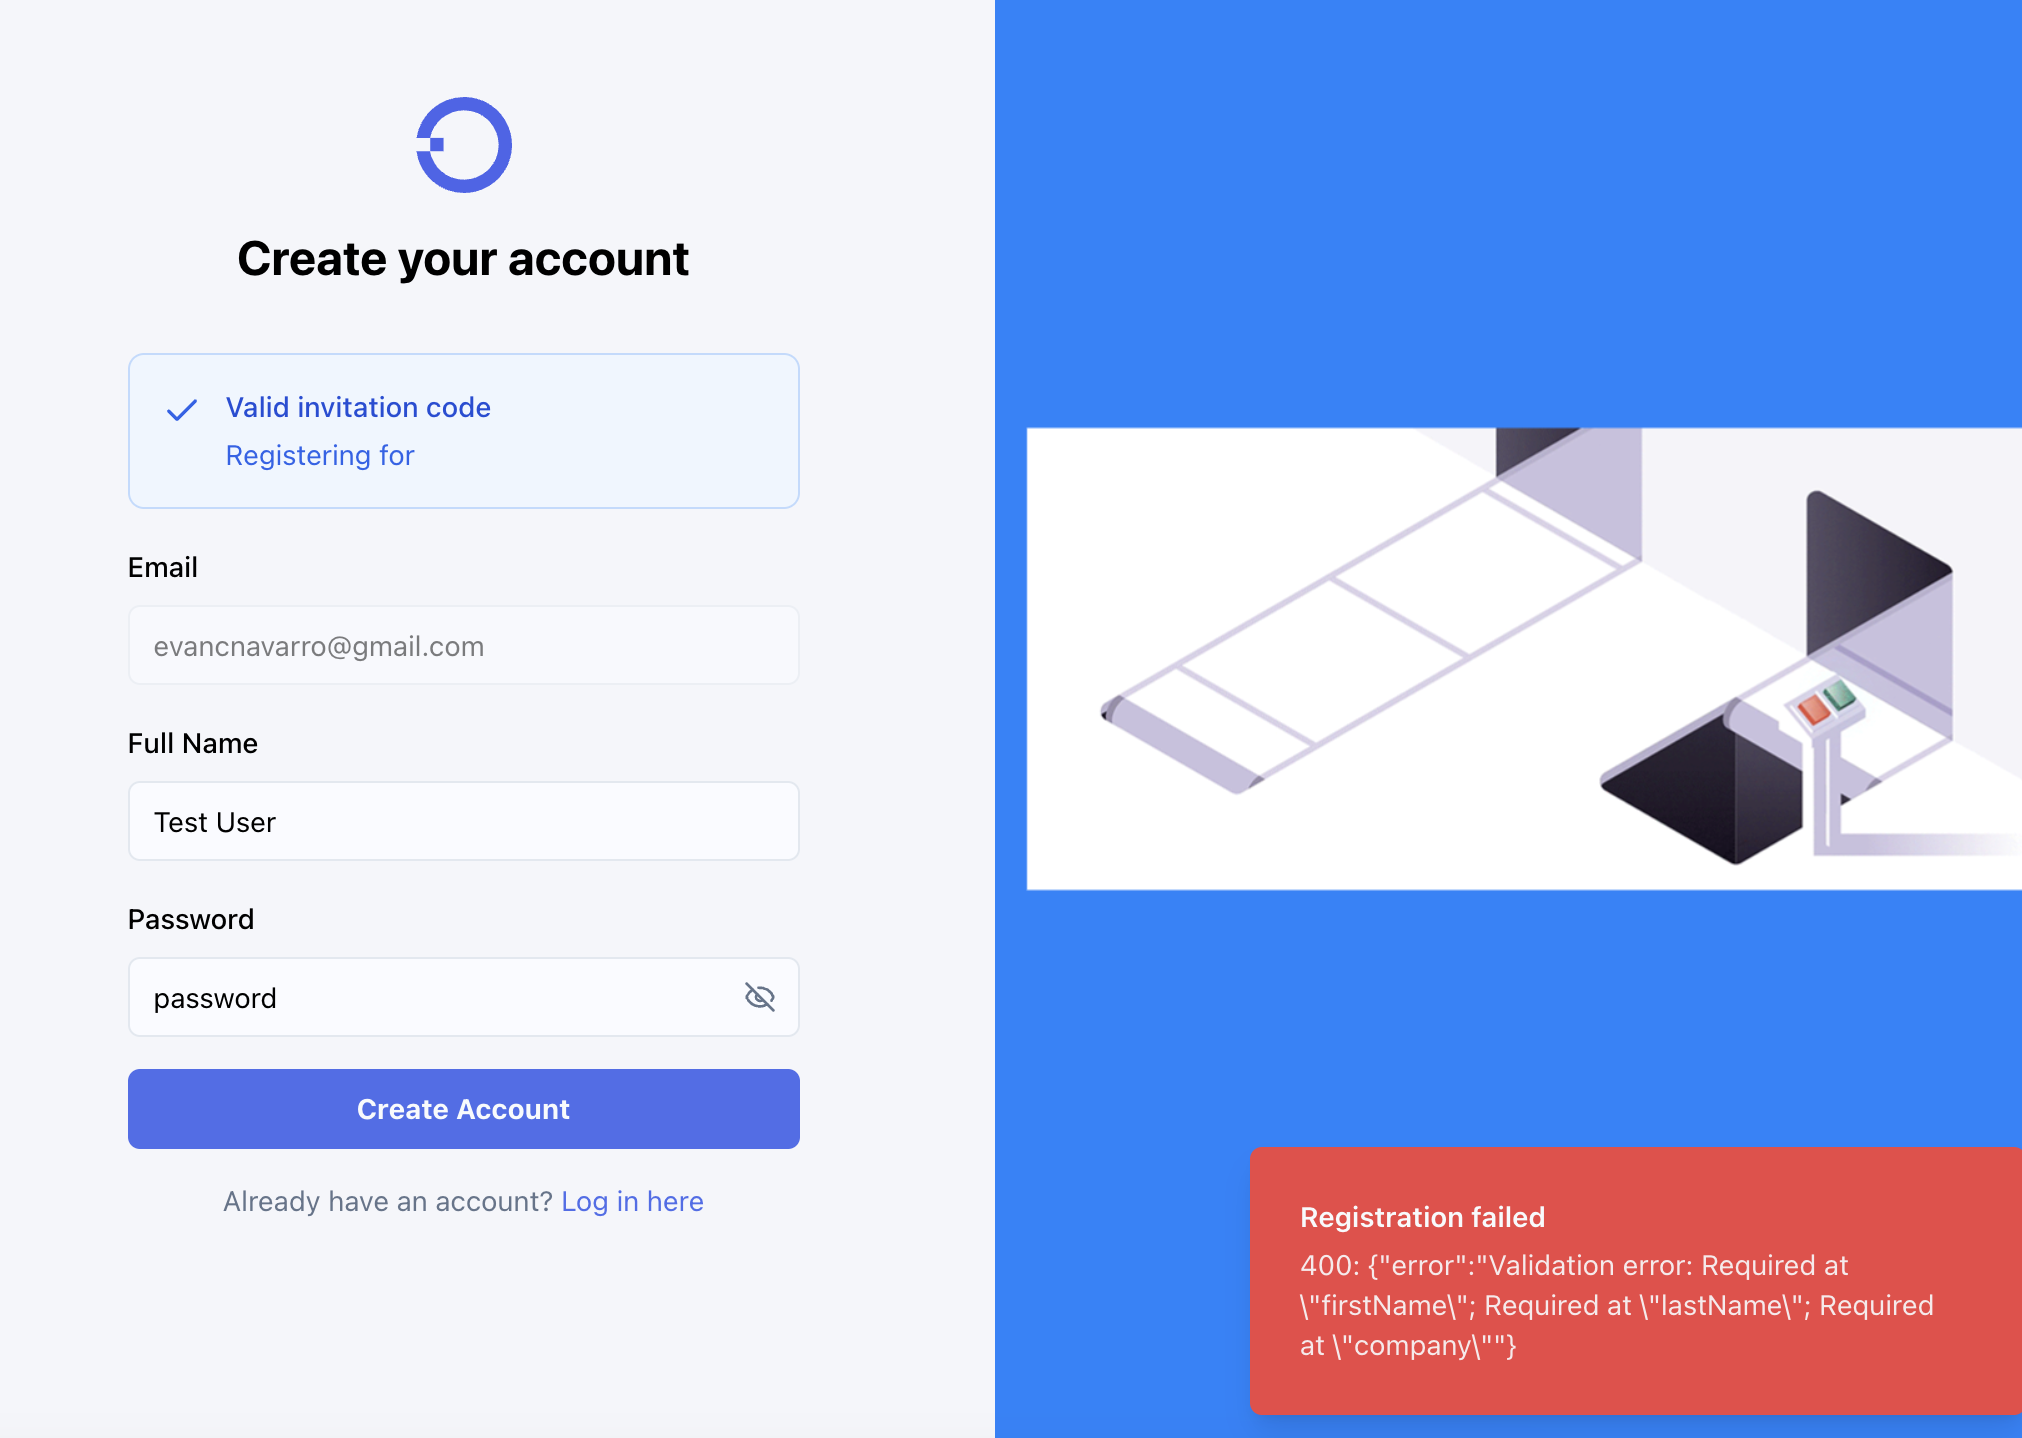 Create your account
Valid invitation code
Registering for
Email
evancnavarro@gmail.com
Full Name
Test User
Password
password
Create Account
Already have an account? Log in here
Registration failed
400: {"error":"Validation error: Required at
\"firstName\"; Required at \"lastName\"; Required
at \"company\""}